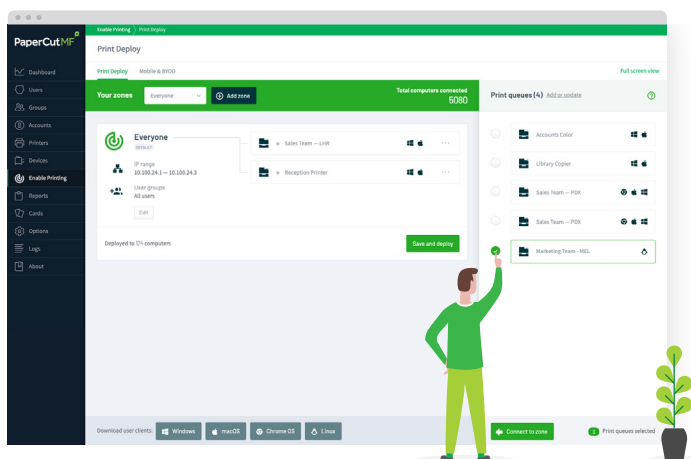 Enable Printing > Print Deploy
PaperCut MF
Print Deploy
Dashboard
Users
Groups
Accounts
Printers
Devices
Enable Printing
Reports
Cards
Options
Logs
About
Print Deploy Mobile & BYOD Full screen view
Your zones Everyone Add zone
Total computers connected
5080
Everyone
DEFAULT
IP range
10.100.24.1 — 10.100.24.3
User groups
All users
Edit
Sales Team — LHR
Reception Printer
Deployed to 124 computers Save and deploy
Print queues (4) Add or update
Accounts Color
Library Copier
Sales Team — PDX
Sales Team — PDX
Marketing Team - MEL
Download user clients: Windows macOS Chrome OS Linux
Connect to zone 1 Print queues selected